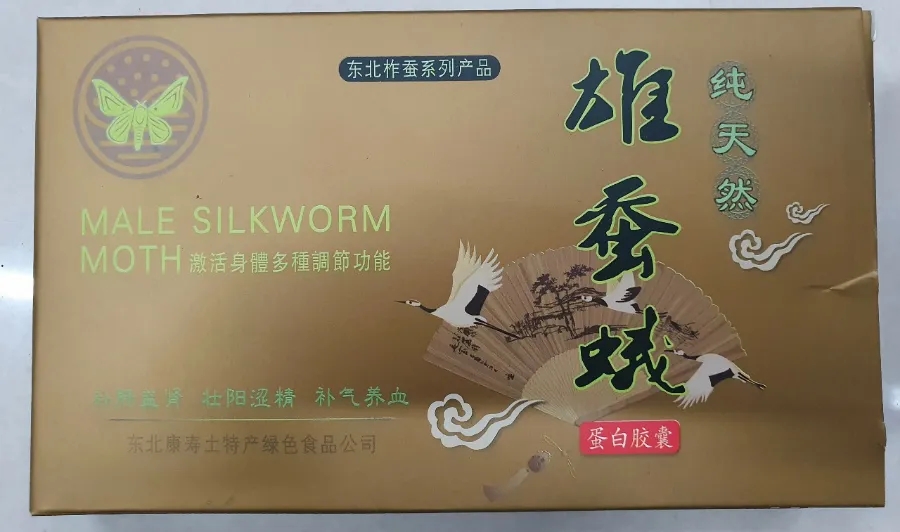 东北柞蚕系列产品
纯天然
雄蚕蛾
MALE SILKWORM
MOTH 激活身體多種調節功能
益肾 壮阳涩精 补气养血
东北康寿土特产绿色食品公司
蛋白胶囊